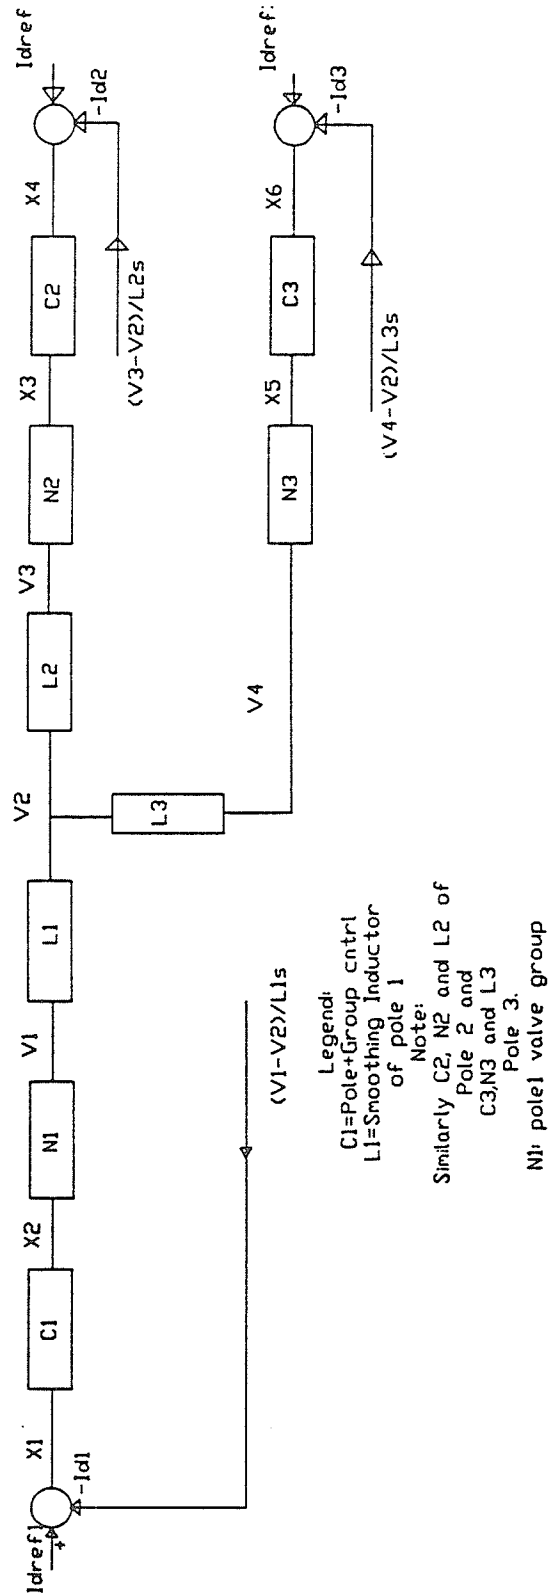 Idref1
+
-Id1
X1
C1
X2
N1
V1
L1
V2
L2
V3
N2
X3
C2
X4
Idref
-Id2
(V3-V2)/L2s
(V1-V2)/L1s
L3
V4
N3
X5
C3
X6
Idref:
-Id3
(V4-V2)/L3s
Legend:
C1=Pole+Group cntrl
L1=Smoothing Inductor
of pole 1
Note:
Similarly C2, N2 and L2 of
Pole 2 and
C3,N3 and L3
Pole 3.
N1: pole1 valve group